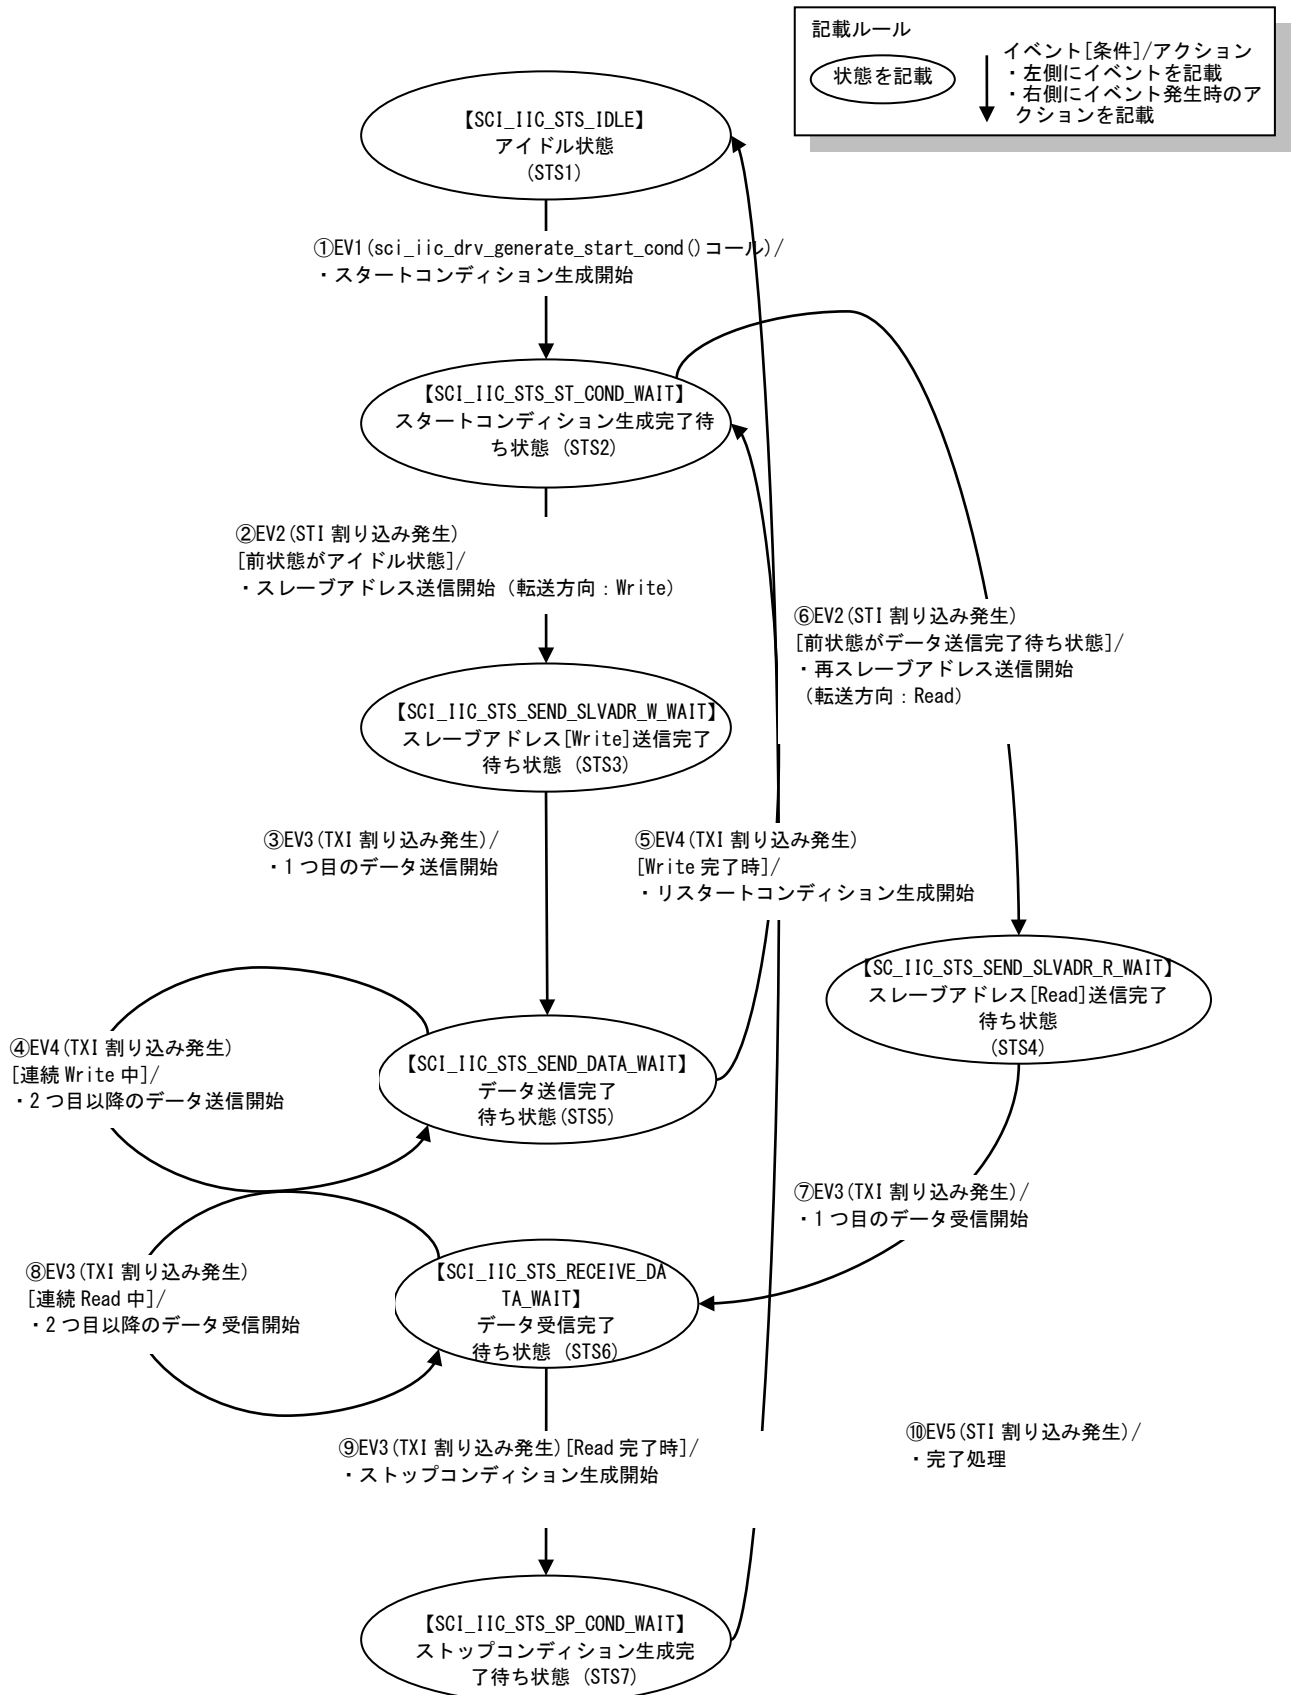 記載ルール
状態を記載
イベント[条件]/アクション
・左側にイベントを記載
・右側にイベント発生時のア
クションを記載
【SCI_IIC_STS_IDLE】
アイドル状態
(STS1)
①EV1(sci_iic_drv_generate_start_cond()コール)/
・スタートコンディション生成開始
【SCI_IIC_STS_ST_COND_WAIT】
スタートコンディション生成完了待
ち状態 (STS2)
②EV2(STI 割り込み発生)
[前状態がアイドル状態]/
・スレーブアドレス送信開始 (転送方向：Write)
⑥EV2(STI 割り込み発生)
[前状態がデータ送信完了待ち状態]/
・再スレーブアドレス送信開始
(転送方向：Read)
【SCI_IIC_STS_SEND_SLVADR_W_WAIT】
スレーブアドレス[Write]送信完了
待ち状態 (STS3)
③EV3(TXI 割り込み発生)/
・1 つ目のデータ送信開始
⑤EV4(TXI 割り込み発生)
[Write 完了時]/
・リスタートコンディション生成開始
【SC_IIC_STS_SEND_SLVADR_R_WAIT】
スレーブアドレス[Read]送信完了
待ち状態
(STS4)
④EV4(TXI 割り込み発生)
[連続 Write 中]/
・2 つ目以降のデータ送信開始
【SCI_IIC_STS_SEND_DATA_WAIT】
データ送信完了
待ち状態(STS5)
⑦EV3(TXI 割り込み発生)/
・1 つ目のデータ受信開始
⑧EV3(TXI 割り込み発生)
[連続 Read 中]/
・2 つ目以降のデータ受信開始
【SCI_IIC_STS_RECEIVE_DA
TA_WAIT】
データ受信完了
待ち状態 (STS6)
⑨EV3(TXI 割り込み発生)[Read 完了時]/
・ストップコンディション生成開始
⑩EV5(STI 割り込み発生)/
・完了処理
【SCI_IIC_STS_SP_COND_WAIT】
ストップコンディション生成完
了待ち状態 (STS7)